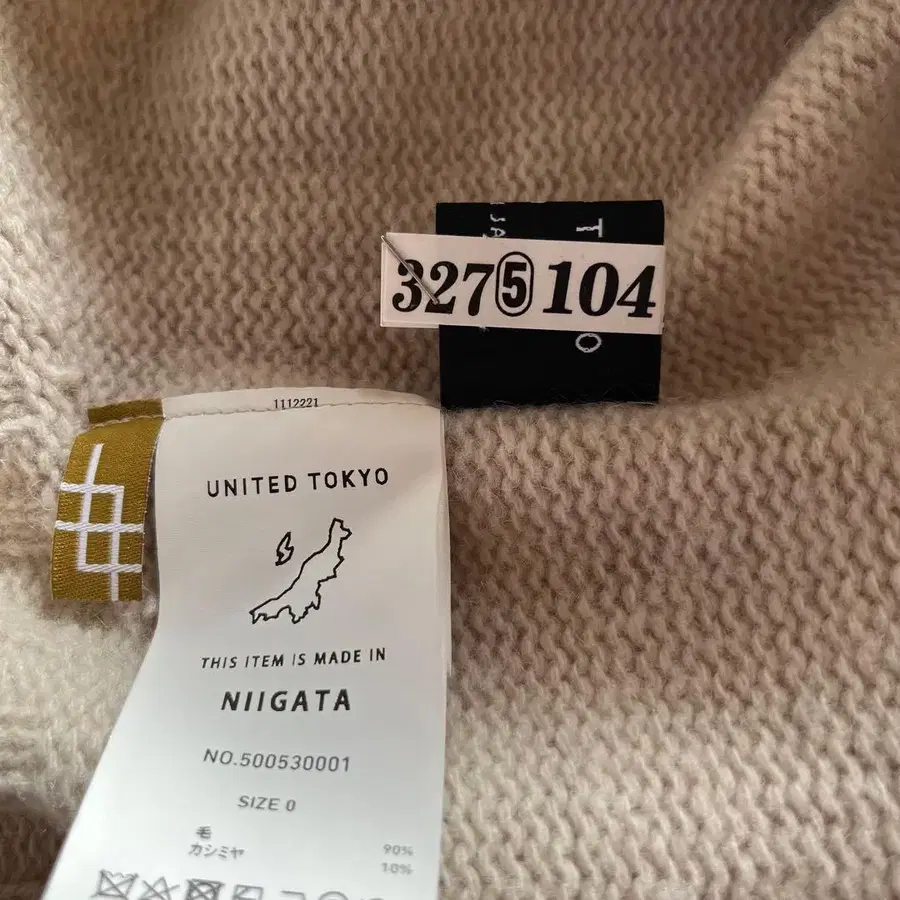 3275104
1112221
UNITED TOKYO
THIS ITEM IS MADE IN
NIIGATA
NO.500530001
SIZE 0
毛 90%
カシミヤ 10%